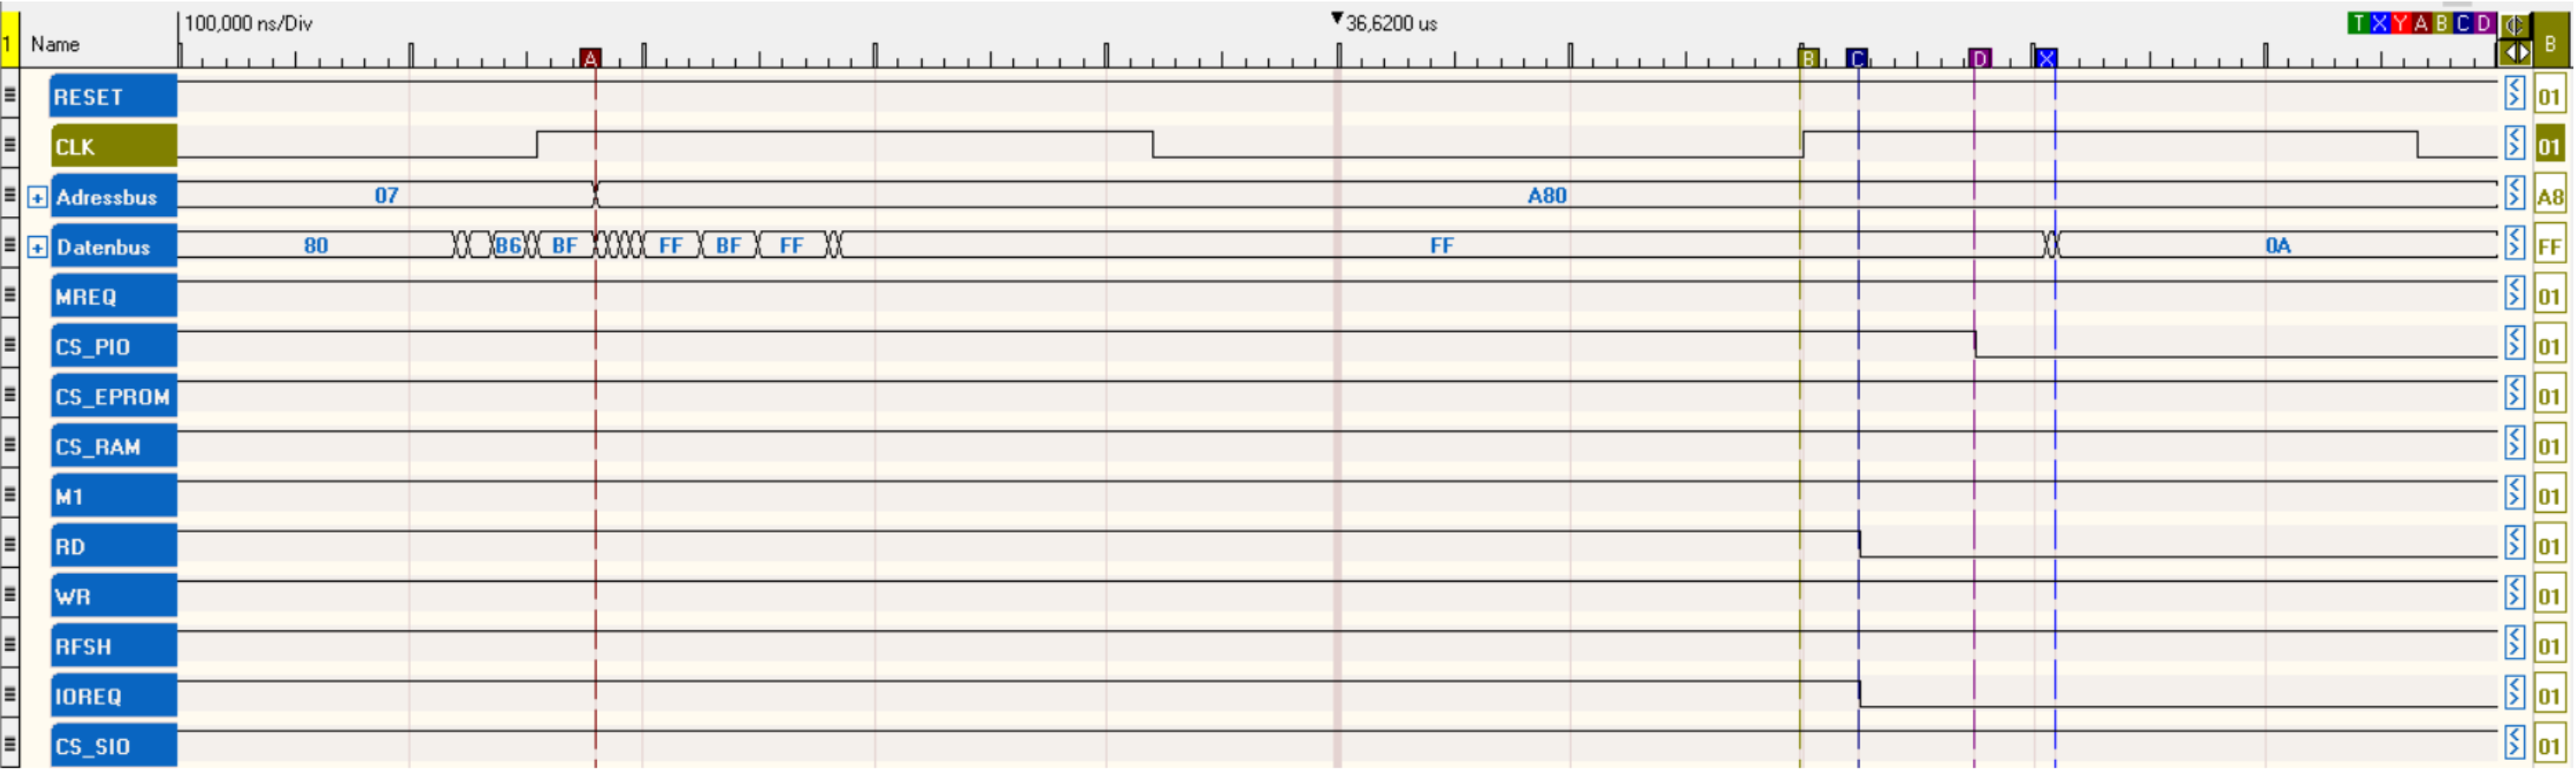 100,000 ns/Div
36,6200 us
T X Y A B C D
1 Name
A B C D X
B
RESET 01
CLK 01
Adressbus 07 A80 A8
Datenbus 80 B6 BF FF BF FF FF 0A FF
MREQ 01
CS_PIO 01
CS_EPROM 01
CS_RAM 01
M1 01
RD 01
WR 01
RFSH 01
IOREQ 01
CS_SIO 01